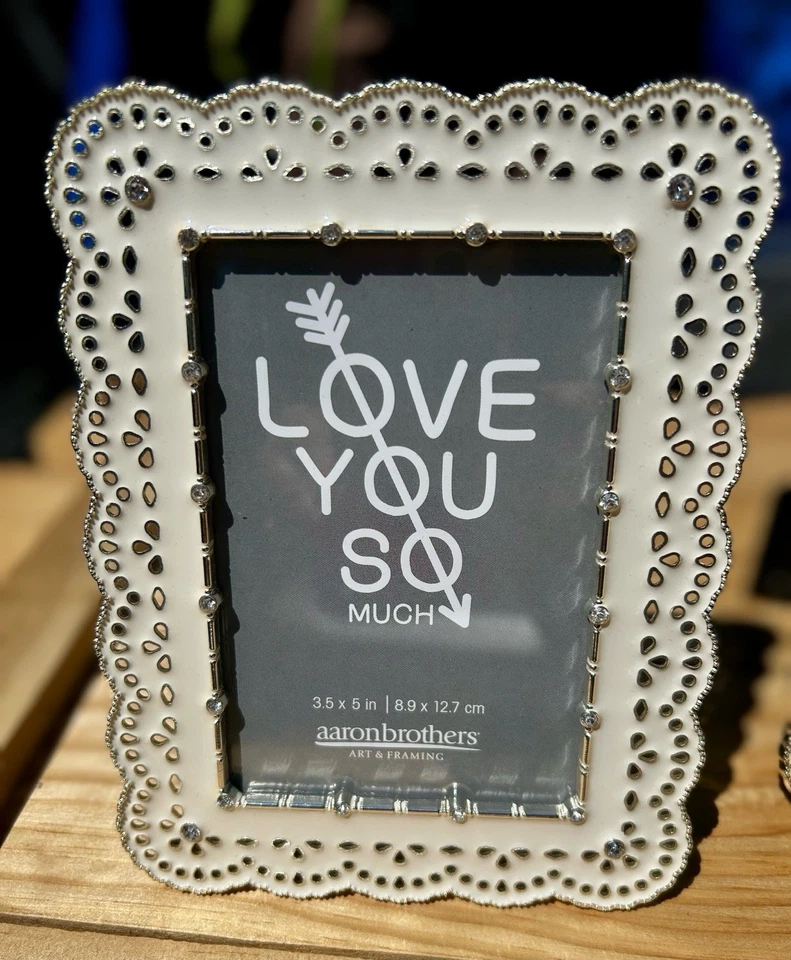 LOVE
YOU
SO
MUCH
3.5 x 5 in | 8.9 x 12.7 cm
aaronbrothers
ART & FRAMING